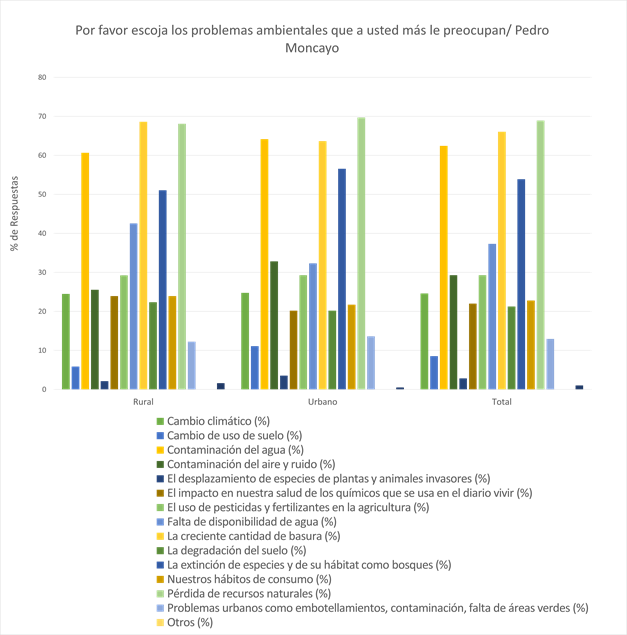 Por favor escoja los problemas ambientales que a usted más le preocupan/ Pedro
Moncayo
80
70
60
50
40
30
20
10
0
% de Respuestas
Rural
Urbano
Total
Cambio climático (%)
Cambio de uso de suelo (%)
Contaminación del agua (%)
Contaminación del aire y ruido (%)
El desplazamiento de especies de plantas y animales invasores (%)
El impacto en nuestra salud de los químicos que se usa en el diario vivir (%)
El uso de pesticidas y fertilizantes en la agricultura (%)
Falta de disponibilidad de agua (%)
La creciente cantidad de basura (%)
La degradación del suelo (%)
La extinción de especies y de su hábitat como bosques (%)
Nuestros hábitos de consumo (%)
Pérdida de recursos naturales (%)
Problemas urbanos como embotellamientos, contaminación, falta de áreas verdes (%)
Otros (%)